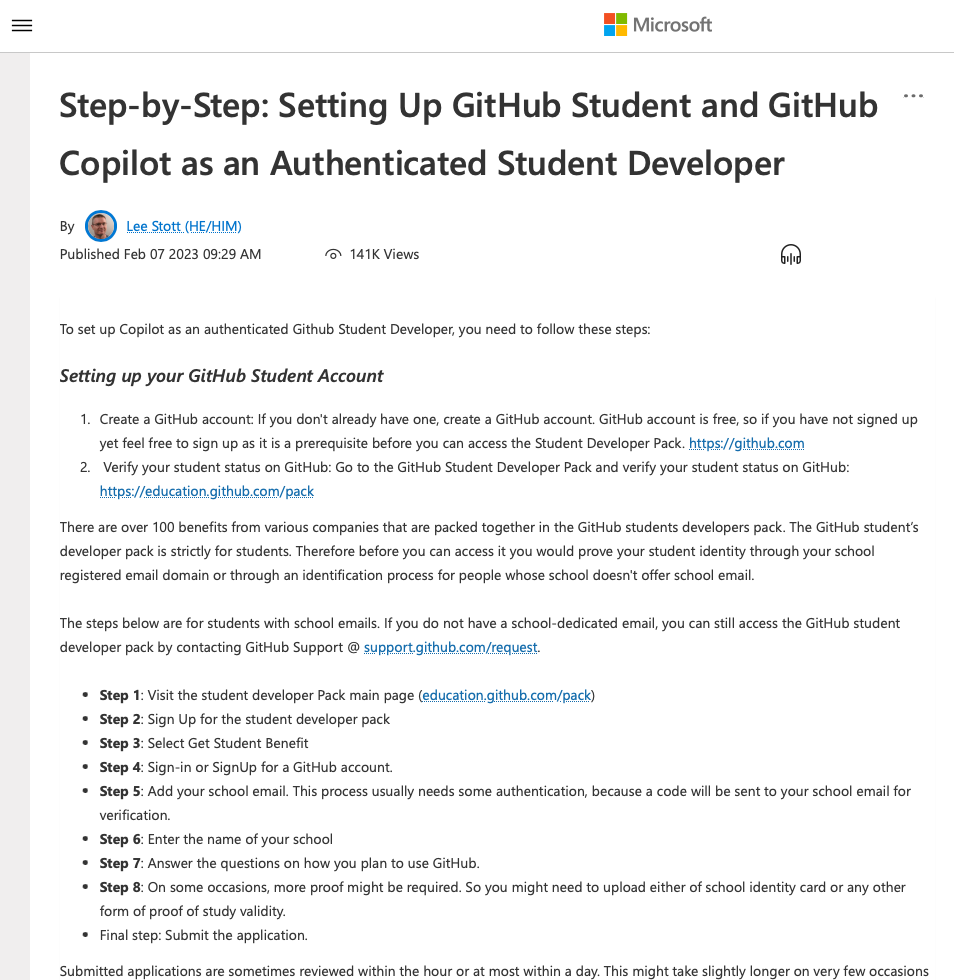 Microsoft
Step-by-Step: Setting Up GitHub Student and GitHub
Copilot as an Authenticated Student Developer
By Lee Stott (HE/HIM)
Published Feb 07 2023 09:29 AM 141K Views
To set up Copilot as an authenticated Github Student Developer, you need to follow these steps:
Setting up your GitHub Student Account
1. Create a GitHub account: If you don't already have one, create a GitHub account. GitHub account is free, so if you have not signed up
yet feel free to sign up as it is a prerequisite before you can access the Student Developer Pack. https://github.com
2. Verify your student status on GitHub: Go to the GitHub Student Developer Pack and verify your student status on GitHub:
https://education.github.com/pack
There are over 100 benefits from various companies that are packed together in the GitHub students developers pack. The GitHub student’s
developer pack is strictly for students. Therefore before you can access it you would prove your student identity through your school
registered email domain or through an identification process for people whose school doesn't offer school email.
The steps below are for students with school emails. If you do not have a school-dedicated email, you can still access the GitHub student
developer pack by contacting GitHub Support @ support.github.com/request.
• Step 1: Visit the student developer Pack main page (education.github.com/pack)
• Step 2: Sign Up for the student developer pack
• Step 3: Select Get Student Benefit
• Step 4: Sign-in or SignUp for a GitHub account.
• Step 5: Add your school email. This process usually needs some authentication, because a code will be sent to your school email for
verification.
• Step 6: Enter the name of your school
• Step 7: Answer the questions on how you plan to use GitHub.
• Step 8: On some occasions, more proof might be required. So you might need to upload either of school identity card or any other
form of proof of study validity.
• Final step: Submit the application.
Submitted applications are sometimes reviewed within the hour or at most within a day. This might take slightly longer on very few occasions